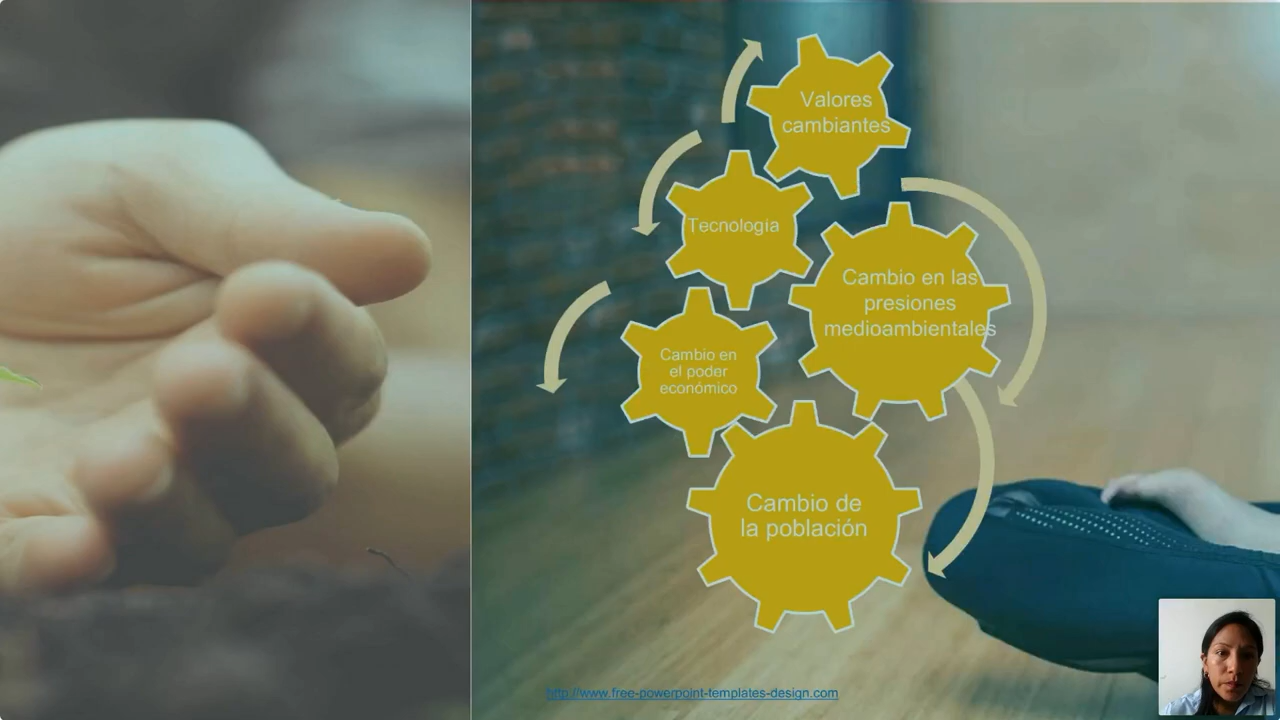 Valores
cambiantes
Tecnología
Cambio en las
presiones
medioambientales
Cambio en
el poder
económico
Cambio de
la población
http://www.free-powerpoint-templates-design.com